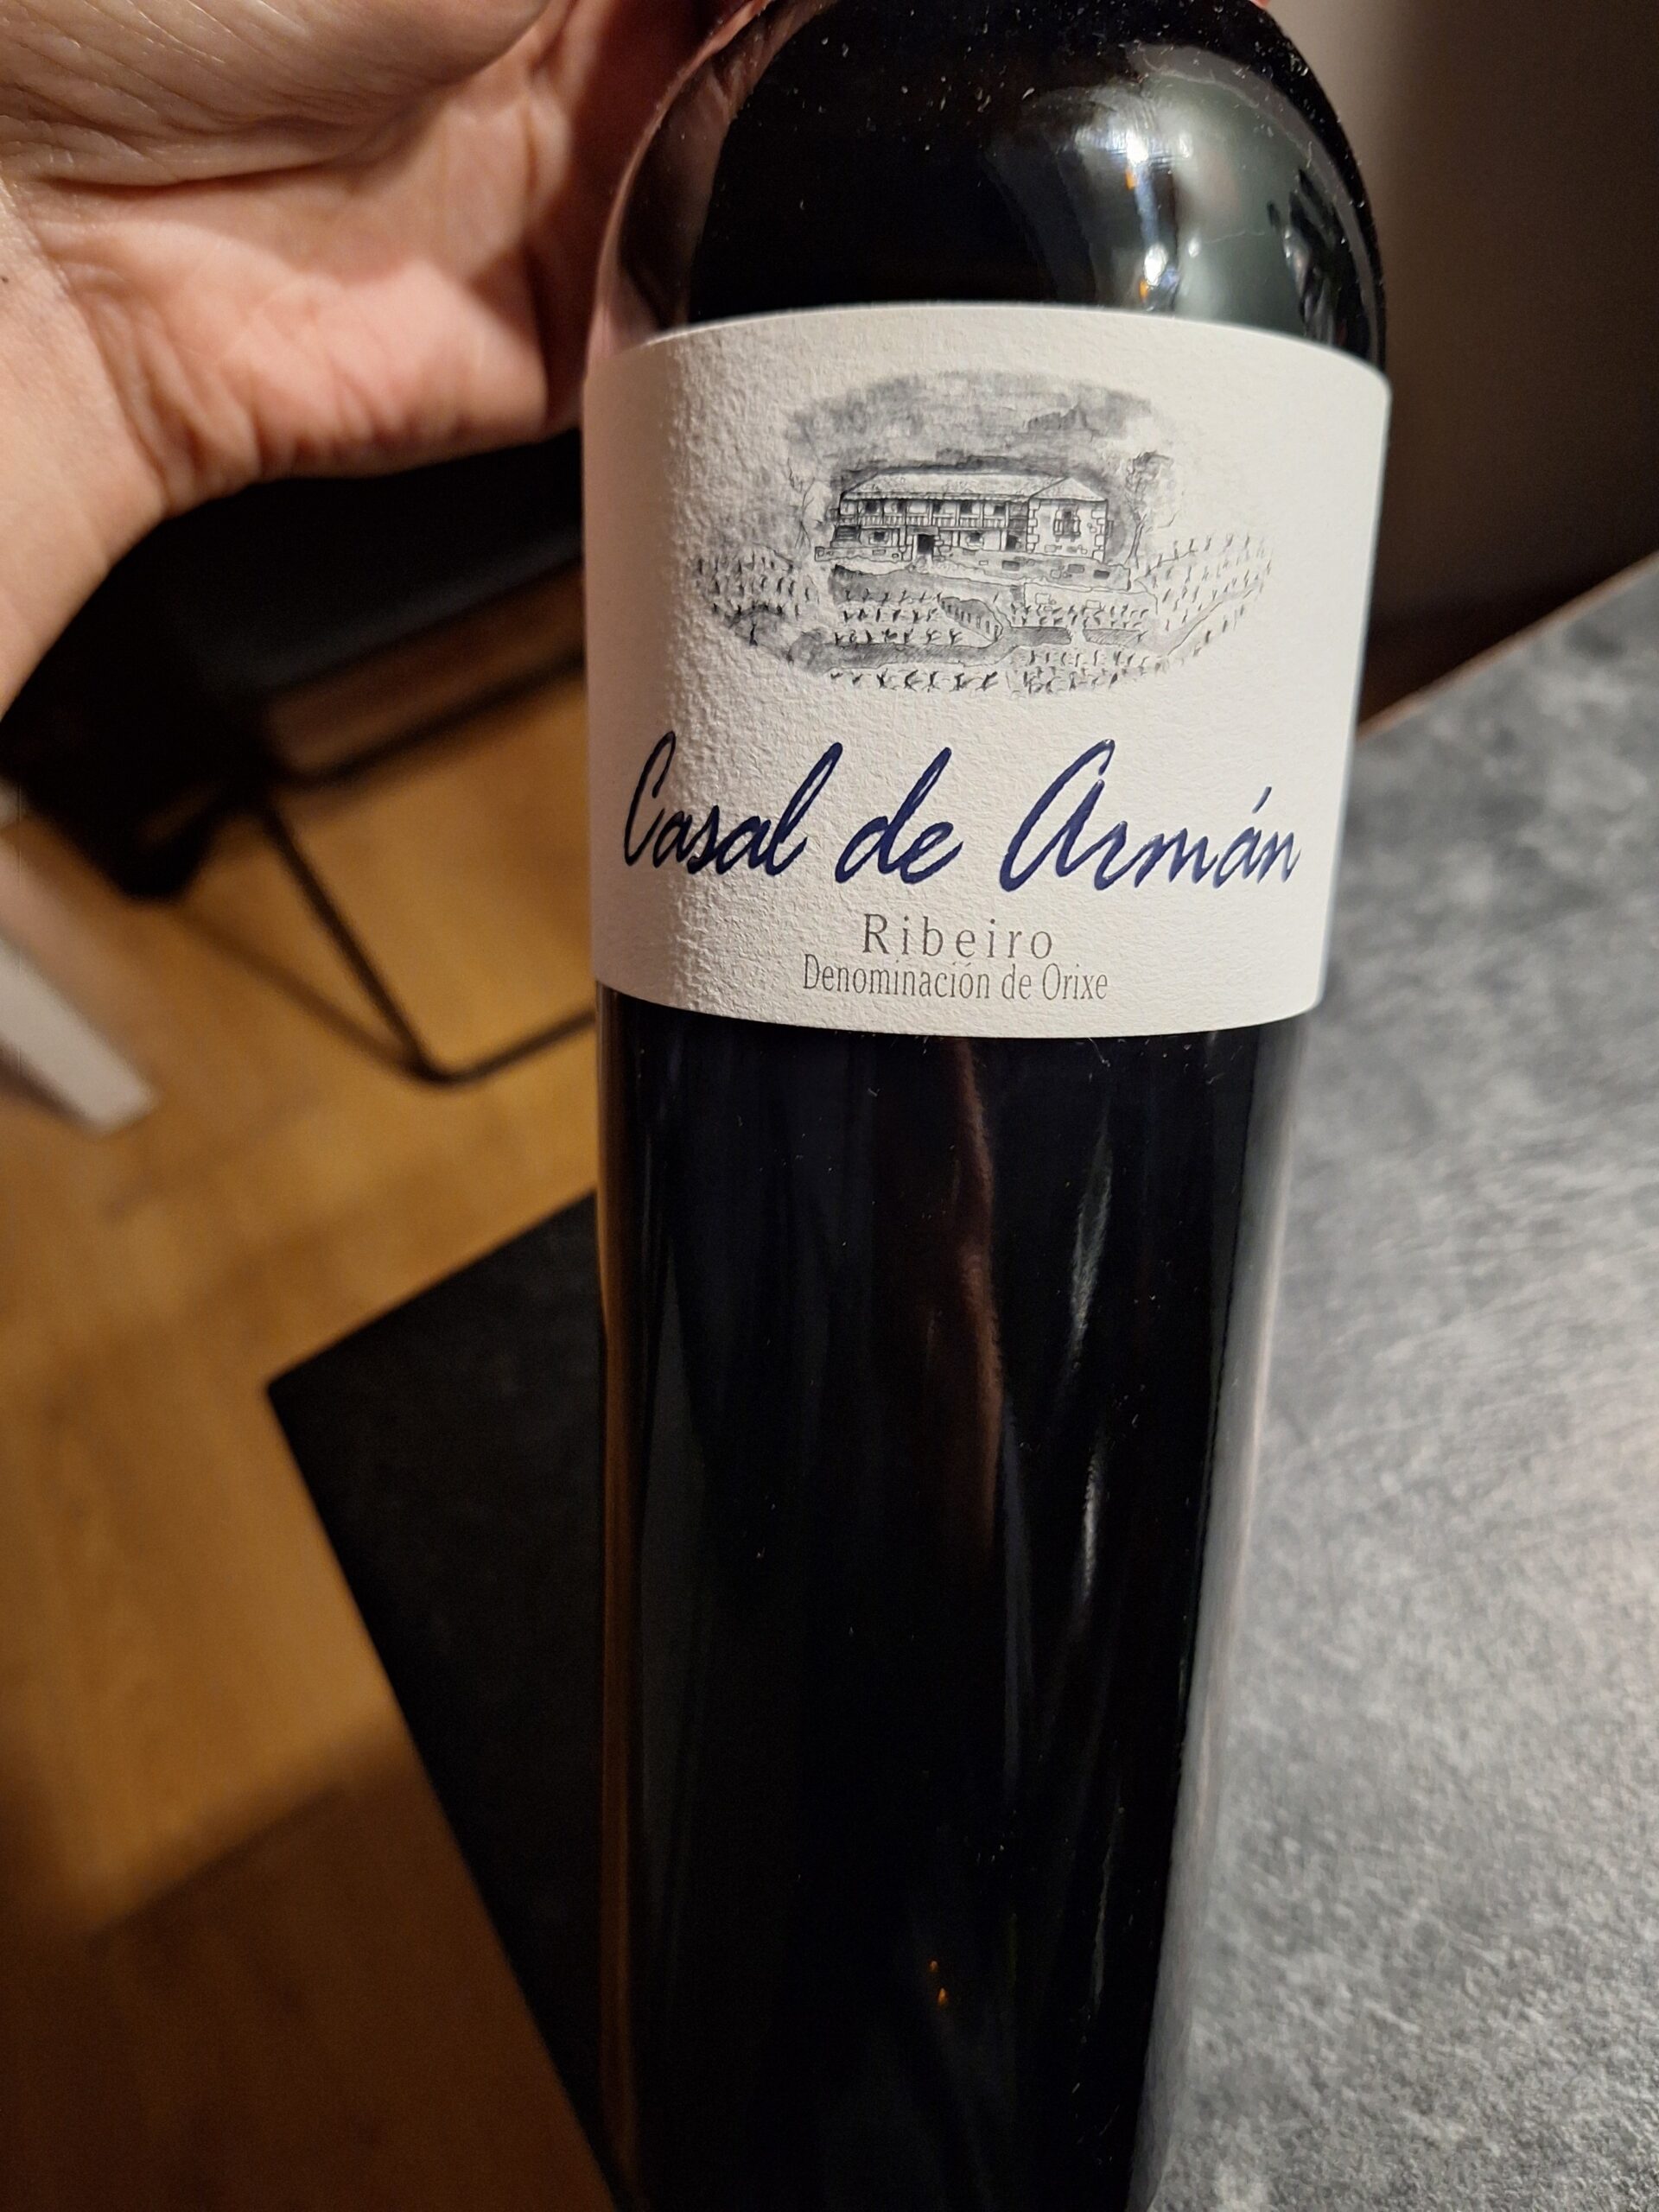 Casal de Armán
Ribeiro
Denominación de Orixe